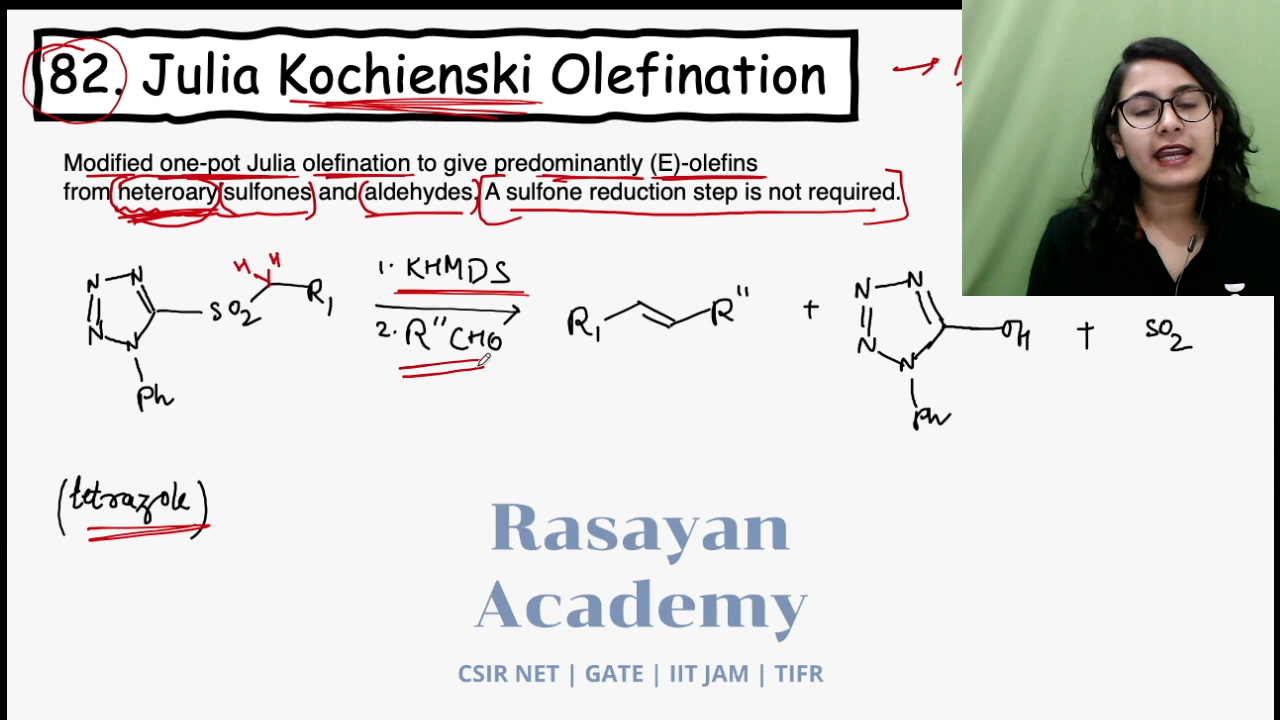 82. Julia Kochienski Olefination
Modified one-pot Julia olefination to give predominantly (E)-olefins
from heteroary sulfones and aldehydes. A sulfone reduction step is not required.
N N H H 1. KHMDS R" N N
N N SO2 R1 2. R"CHO R1 + N N OH + SO2
Ph Ph
(tetrazole)
Rasayan
Academy
CSIR NET | GATE | IIT JAM | TIFR